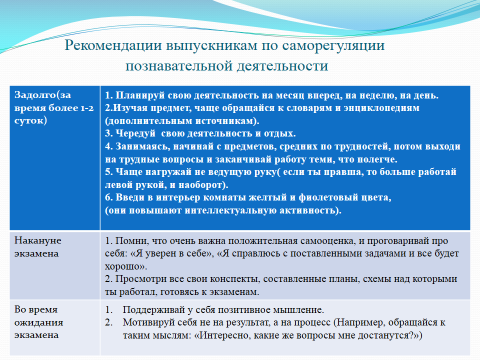 Рекомендации выпускникам по саморегуляции
познавательной деятельности
Задолго(за
время более 1-2
суток)
1. Планируй свою деятельность на месяц вперед, на неделю, на день.
2.Изучая предмет, чаще обращайся к словарям и энциклопедиям
(дополнительным источникам).
3. Чередуй свою деятельность и отдых.
4. Занимаясь, начинай с предметов, средних по трудностей, потом выходи
на трудные вопросы и заканчивай работу теми, что полегче.
5. Чаще нагружай не ведущую руку( если ты правша, то больше работай
левой рукой, и наоборот).
6. Введи в интерьер комнаты желтый и фиолетовый цвета,
(они повышают интеллектуальную активность).
Накануне
экзамена
1. Помни, что очень важна положительная самооценка, и проговаривай про
себя: «Я уверен в себе», «Я справлюсь с поставленными задачами и все будет
хорошо».
2. Просмотри все свои конспекты, составленные планы, схемы над которыми
ты работал, готовясь к экзаменам.
Во время
ожидания
экзамена
1. Поддерживай у себя позитивное мышление.
2. Мотивируй себя не на результат, а на процесс (Например, обращайся к
таким мыслям: «Интересно, какие же вопросы мне достанутся?»)